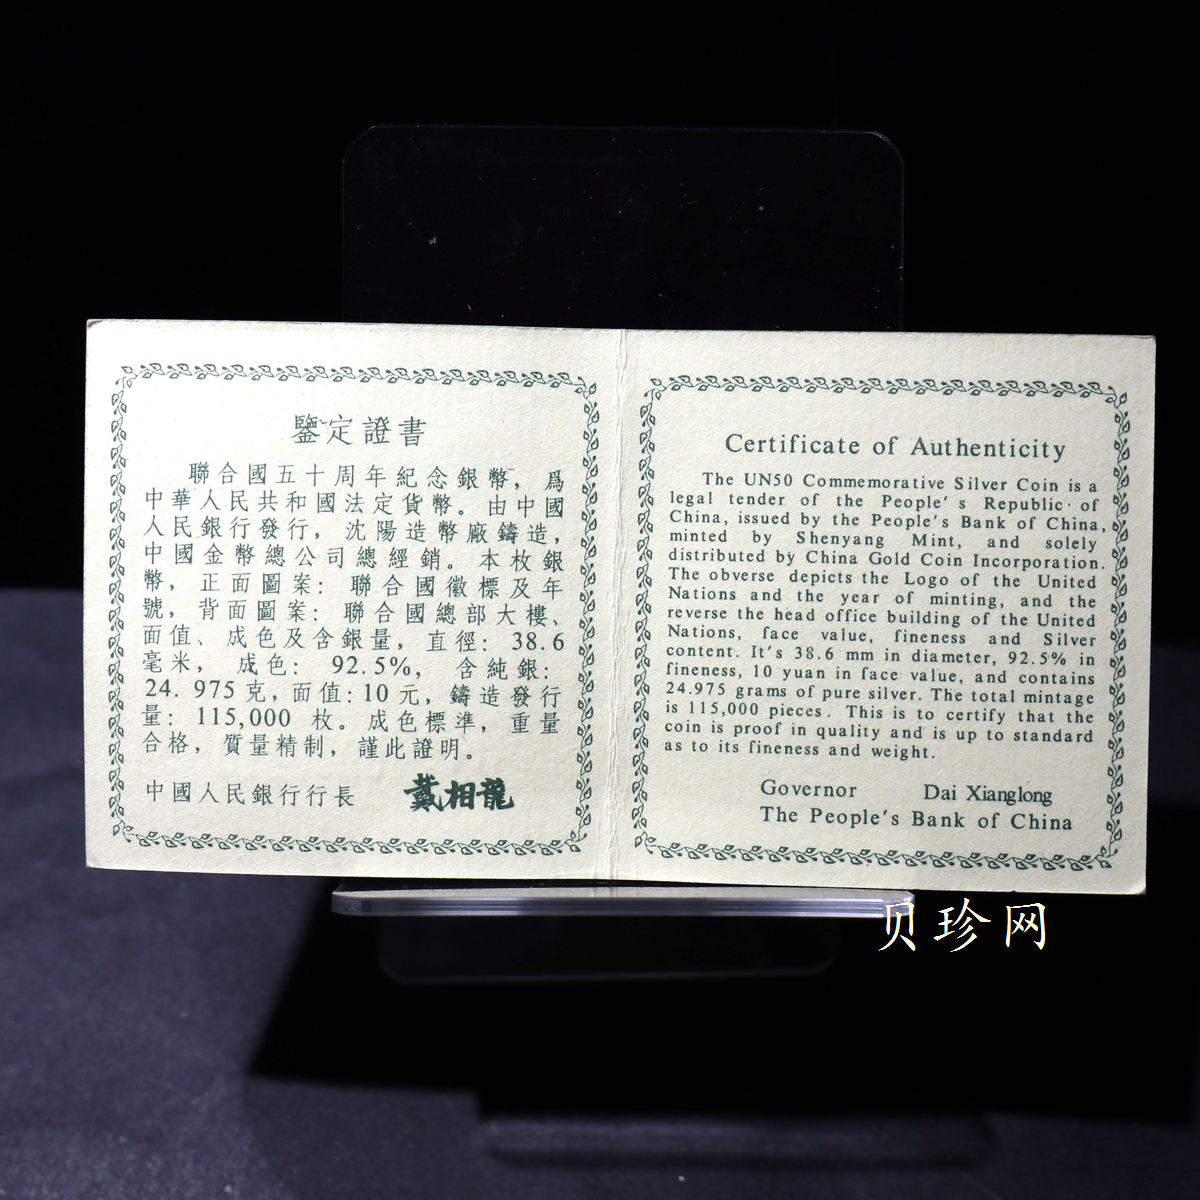 鑒定證書
聯合國五十周年紀念銀幣，爲
中華人民共和國法定貨幣。由中國
人民銀行發行，沈陽造幣廠鑄造，
中國金幣總公司總經銷。本枚銀
幣，正面圖案：聯合國徽標及年
號，背面圖案：聯合國總部大樓、
面值、成色及含銀量，直徑：38.6
毫米，成色：92.5%，含純銀：
24.975克，面值：10元，鑄造發行
量：115,000枚。成色標準，重量
合格，質量精制，謹此證明。
中國人民銀行行長 戴相龍
Certificate of Authenticity
The UN50 Commemorative Silver Coin is a
legal tender of the People's Republic of
China, issued by the People's Bank of China,
minted by Shenyang Mint, and solely
distributed by China Gold Coin Incorporation.
The obverse depicts the Logo of the United
Nations and the year of minting, and the
reverse the head office building of the United
Nations, face value, fineness and Silver
content. It's 38.6 mm in diameter, 92.5% in
fineness, 10 yuan in face value, and contains
24.975 grams of pure silver. The total mintage
is 115,000 pieces. This is to certify that the
coin is proof in quality and is up to standard
as to its fineness and weight.
Governor Dai Xianglong
The People's Bank of China
贝珍网